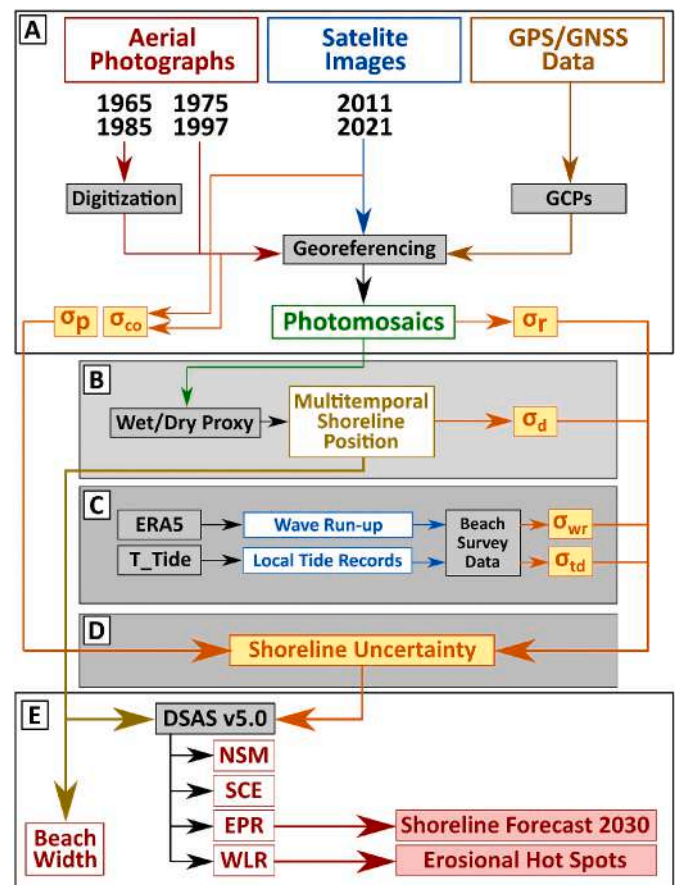 A
Aerial
Photographs
Satelite
Images
GPS/GNSS
Data
1965 1975
1985 1997
2011
2021
Digitization
GCPs
Georeferencing
σp
σco
Photomosaics
σr
B
Wet/Dry Proxy
Multitemporal
Shoreline
Position
σd
C
ERA5
Wave Run-up
Beach
Survey
Data
σwr
T_Tide
Local Tide Records
σtd
D
Shoreline Uncertainty
E
DSAS v5.0
NSM
SCE
EPR
Shoreline Forecast 2030
WLR
Erosional Hot Spots
Beach
Width